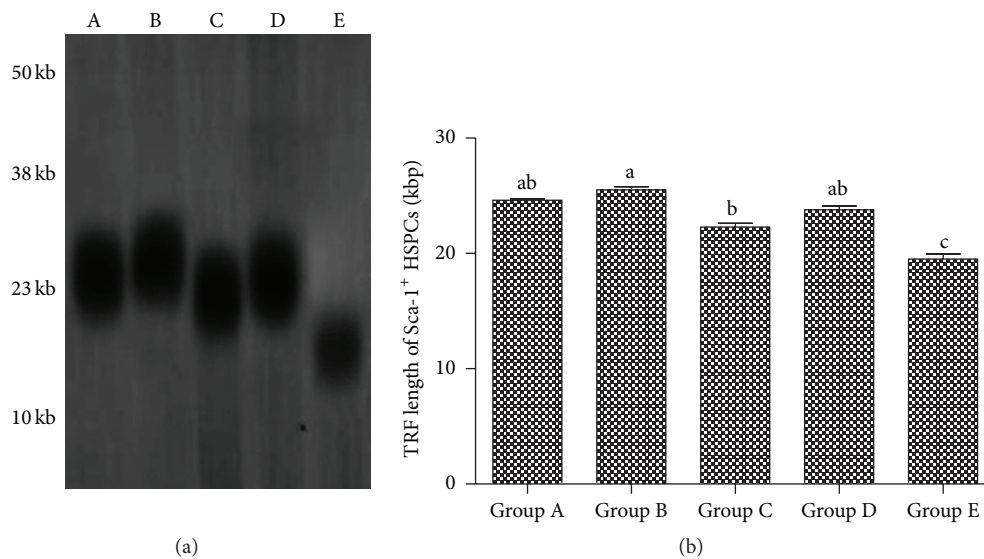 A B C D E
50 kb
38 kb
23 kb
10 kb
(a)
TRF length of Sca-1⁺ HSPCs (kbp)
30
20
10
0
ab
a
b
ab
c
Group A Group B Group C Group D Group E
(b)